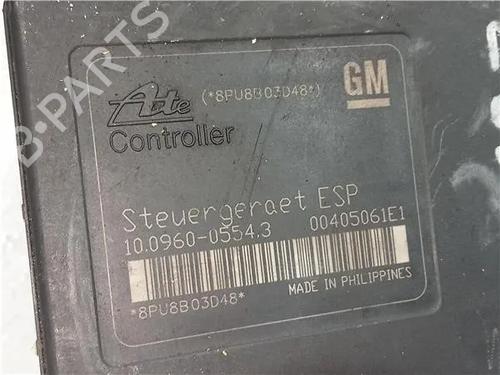 Ate (*8PU8B03D48*) GM
Controller
Steuergeraet ESP
10.0960-0554.3 00405061E1
*8PU8B03D48* MADE IN PHILIPPINES
B-PARTS